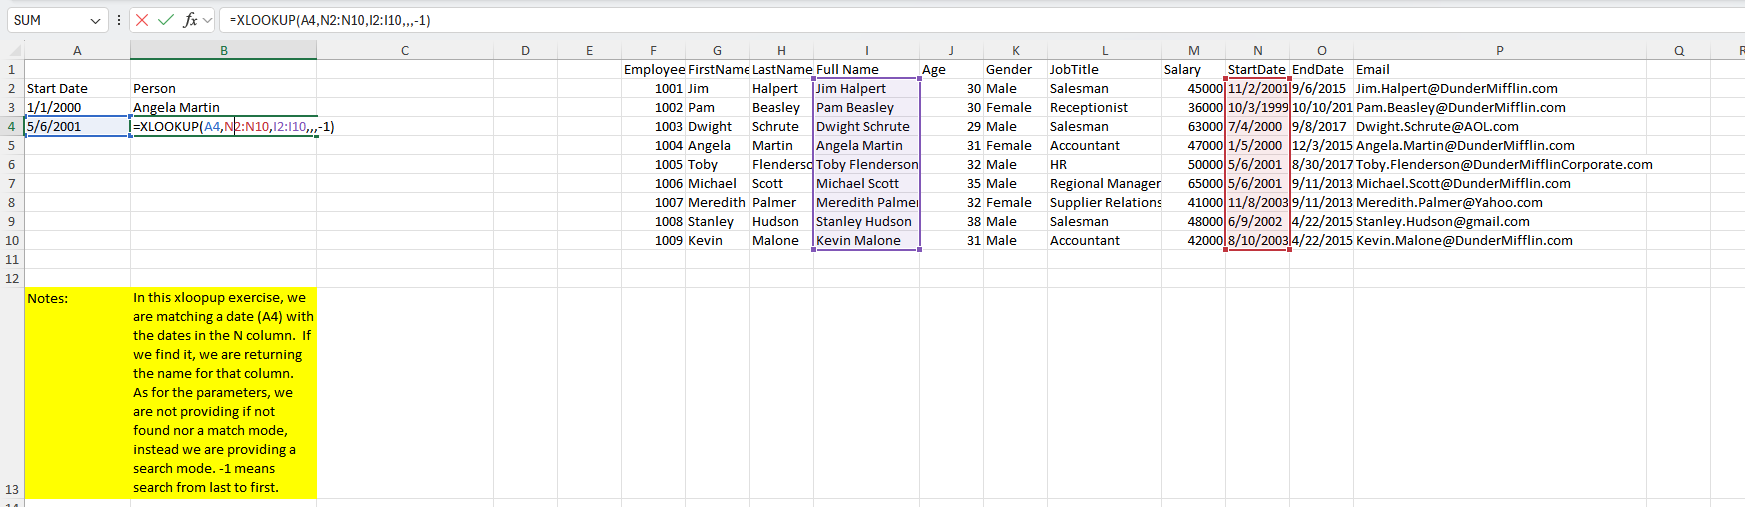 SUM
fx
=XLOOKUP(A4,N2:N10,I2:I10,,,-1)
A B C D E F G H I J K L M N O P Q R
1 Employee FirstName LastName Full Name Age Gender JobTitle Salary StartDate EndDate Email
2 Start Date Person 1001 Jim Halpert Jim Halpert 30 Male Salesman 45000 11/2/2001 9/6/2015 Jim.Halpert@DunderMifflin.com
3 1/1/2000 Angela Martin 1002 Pam Beasley Pam Beasley 30 Female Receptionist 36000 10/3/1999 10/10/201 Pam.Beasley@DunderMifflin.com
4 5/6/2001 =XLOOKUP(A4,N2:N10,I2:I10,,,-1) 1003 Dwight Schrute Dwight Schrute 29 Male Salesman 63000 7/4/2000 9/8/2017 Dwight.Schrute@AOL.com
5 1004 Angela Martin Angela Martin 31 Female Accountant 47000 1/5/2000 12/3/2015 Angela.Martin@DunderMifflin.com
6 1005 Toby Flenderso Toby Flenderson 32 Male HR 50000 5/6/2001 8/30/2017 Toby.Flenderson@DunderMifflinCorporate.com
7 1006 Michael Scott Michael Scott 35 Male Regional Manager 65000 5/6/2001 9/11/2013 Michael.Scott@DunderMifflin.com
8 1007 Meredith Palmer Meredith Palmer 32 Female Supplier Relations 41000 11/8/2003 9/11/2013 Meredith.Palmer@Yahoo.com
9 1008 Stanley Hudson Stanley Hudson 38 Male Salesman 48000 6/9/2002 4/22/2015 Stanley.Hudson@gmail.com
10 1009 Kevin Malone Kevin Malone 31 Male Accountant 42000 8/10/2003 4/22/2015 Kevin.Malone@DunderMifflin.com
11
12
Notes: In this xloopup exercise, we
are matching a date (A4) with
the dates in the N column. If
we find it, we are returning
the name for that column.
As for the parameters, we
are not providing if not
found nor a match mode,
instead we are providing a
search mode. -1 means
13 search from last to first.